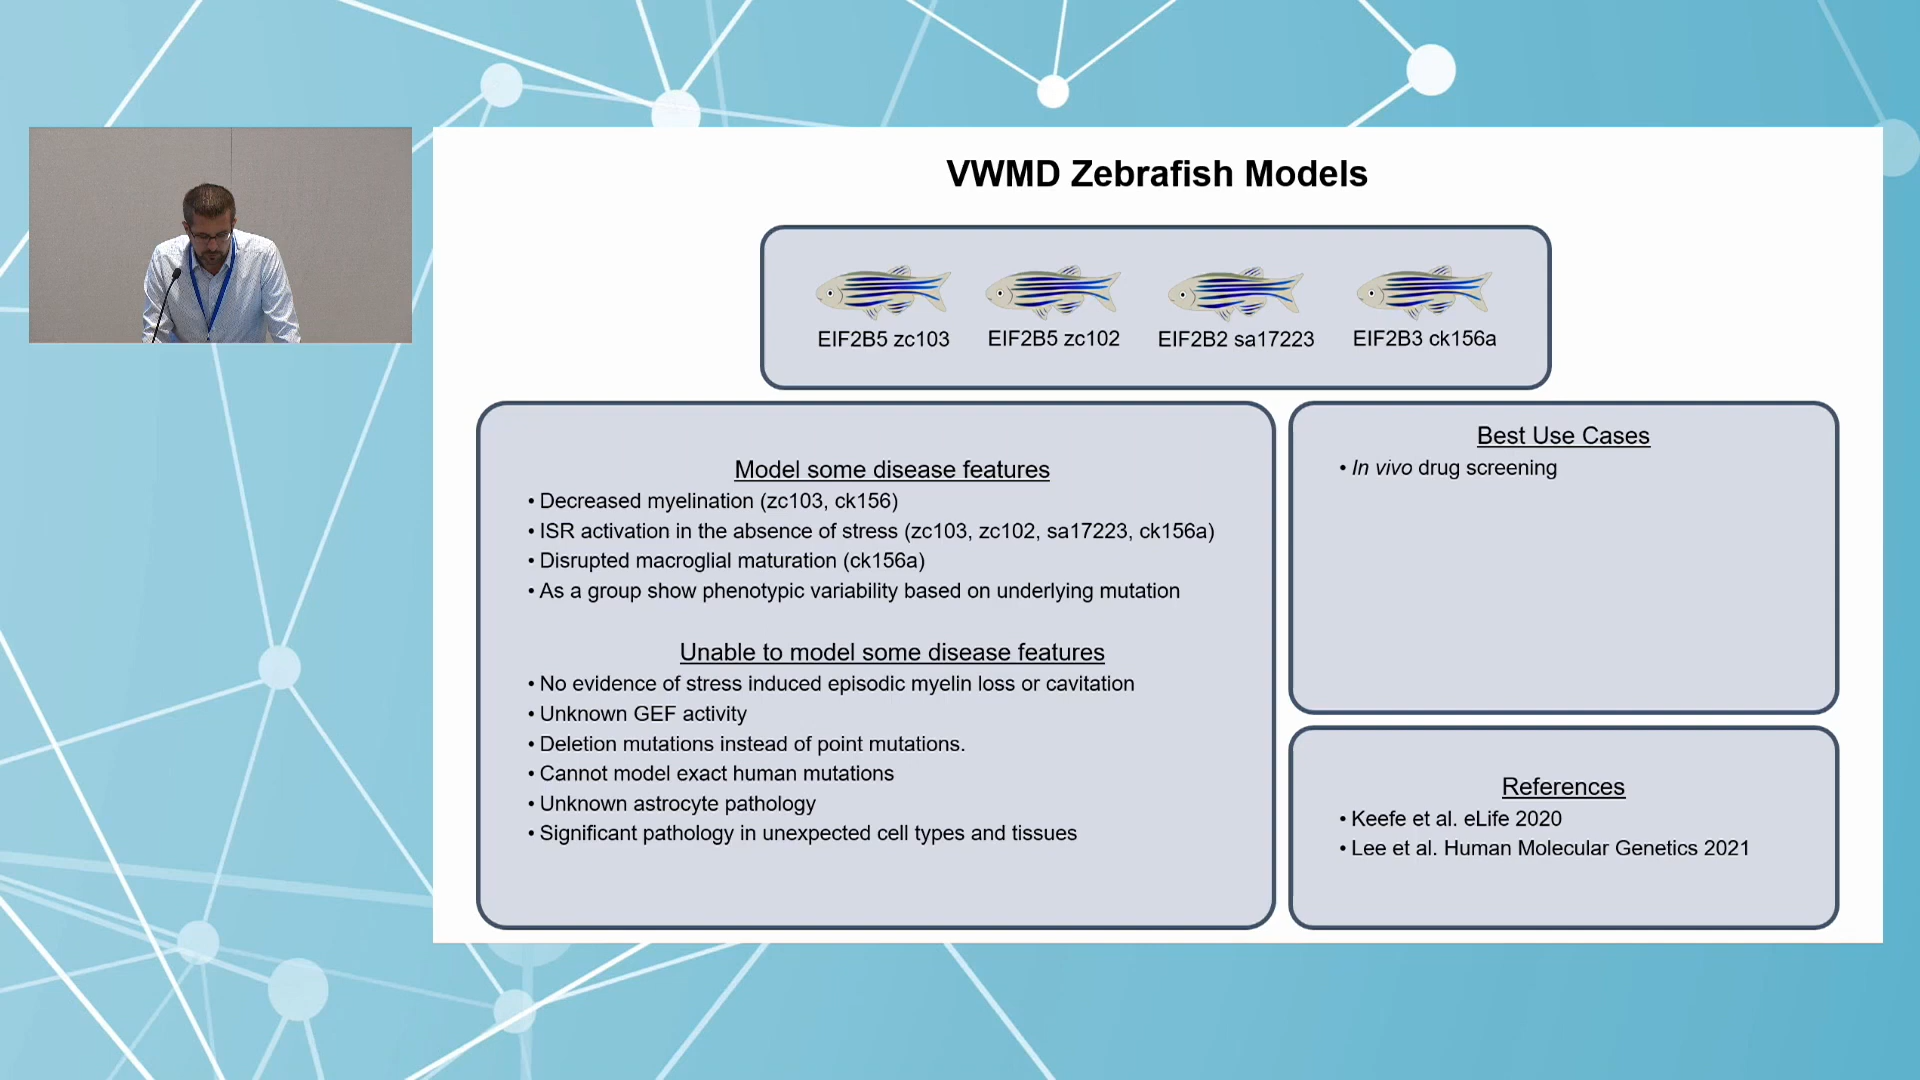 VWMD Zebrafish Models
EIF2B5 zc103
EIF2B5 zc102
EIF2B2 sa17223
EIF2B3 ck156a
Model some disease features
• Decreased myelination (zc103, ck156)
• ISR activation in the absence of stress (zc103, zc102, sa17223, ck156a)
• Disrupted macroglial maturation (ck156a)
• As a group show phenotypic variability based on underlying mutation
Unable to model some disease features
• No evidence of stress induced episodic myelin loss or cavitation
• Unknown GEF activity
• Deletion mutations instead of point mutations.
• Cannot model exact human mutations
• Unknown astrocyte pathology
• Significant pathology in unexpected cell types and tissues
Best Use Cases
• In vivo drug screening
References
• Keefe et al. eLife 2020
• Lee et al. Human Molecular Genetics 2021